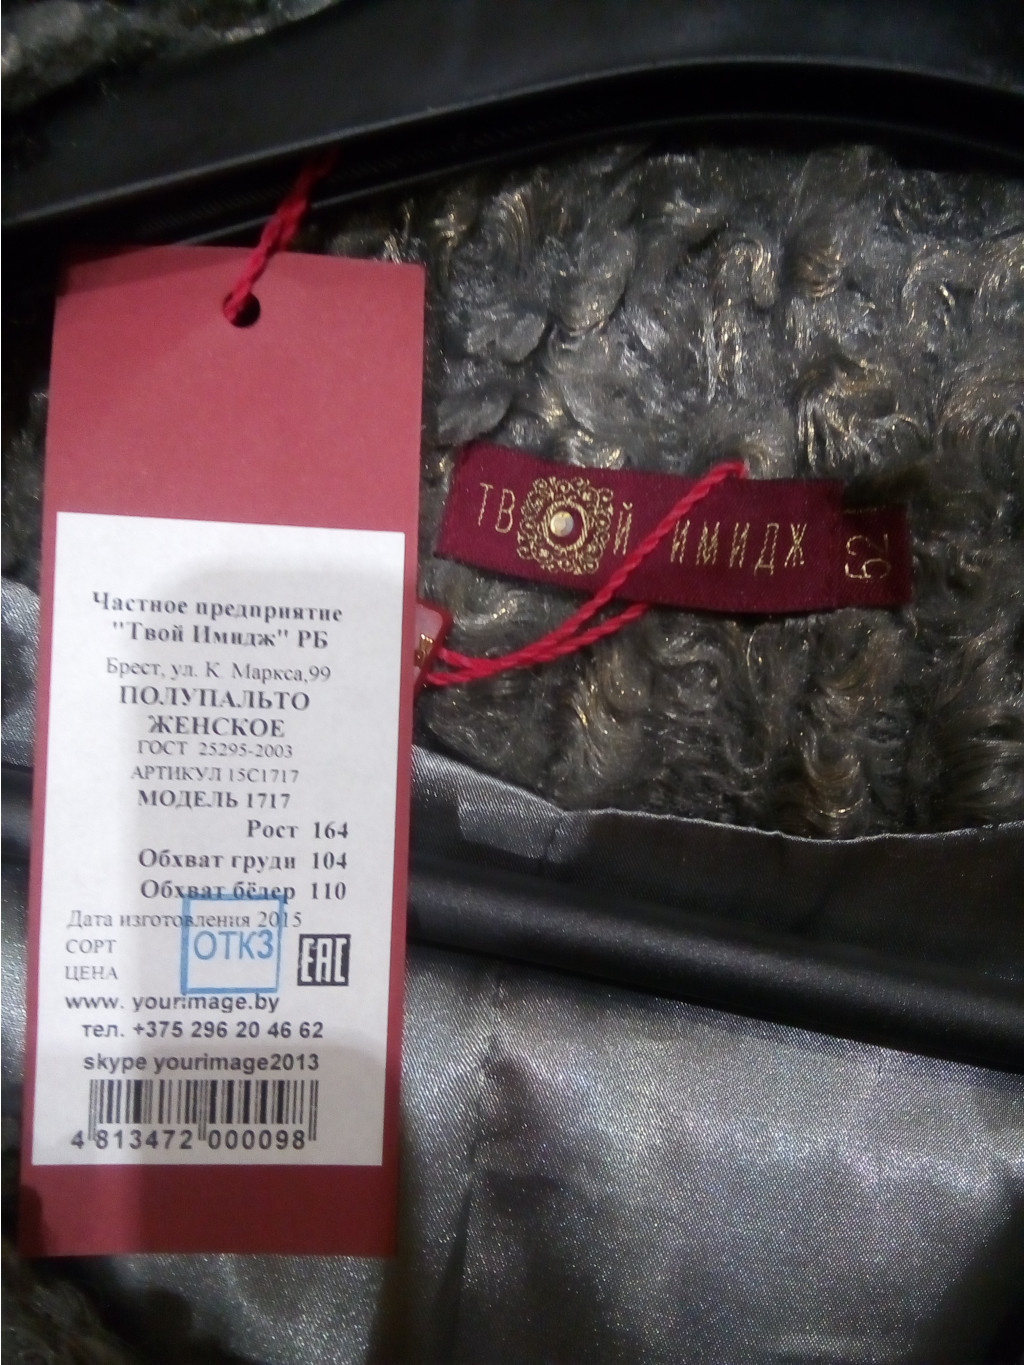 ТВОЙ ИМИДЖ
52
Частное предприятие
"Твой Имидж" РБ
Брест, ул. К. Маркса,99
ПОЛУПАЛЬТО
ЖЕНСКОЕ
ГОСТ 25295-2003
АРТИКУЛ 15С1717
МОДЕЛЬ 1717
Рост 164
Обхват груди 104
Обхват бёдер 110
Дата изготовления 2015
СОРТ
ОТК3
EAC
ЦЕНА
www. yourimage.by
тел. +375 296 20 46 62
skype yourimage2013
4 813472 000098